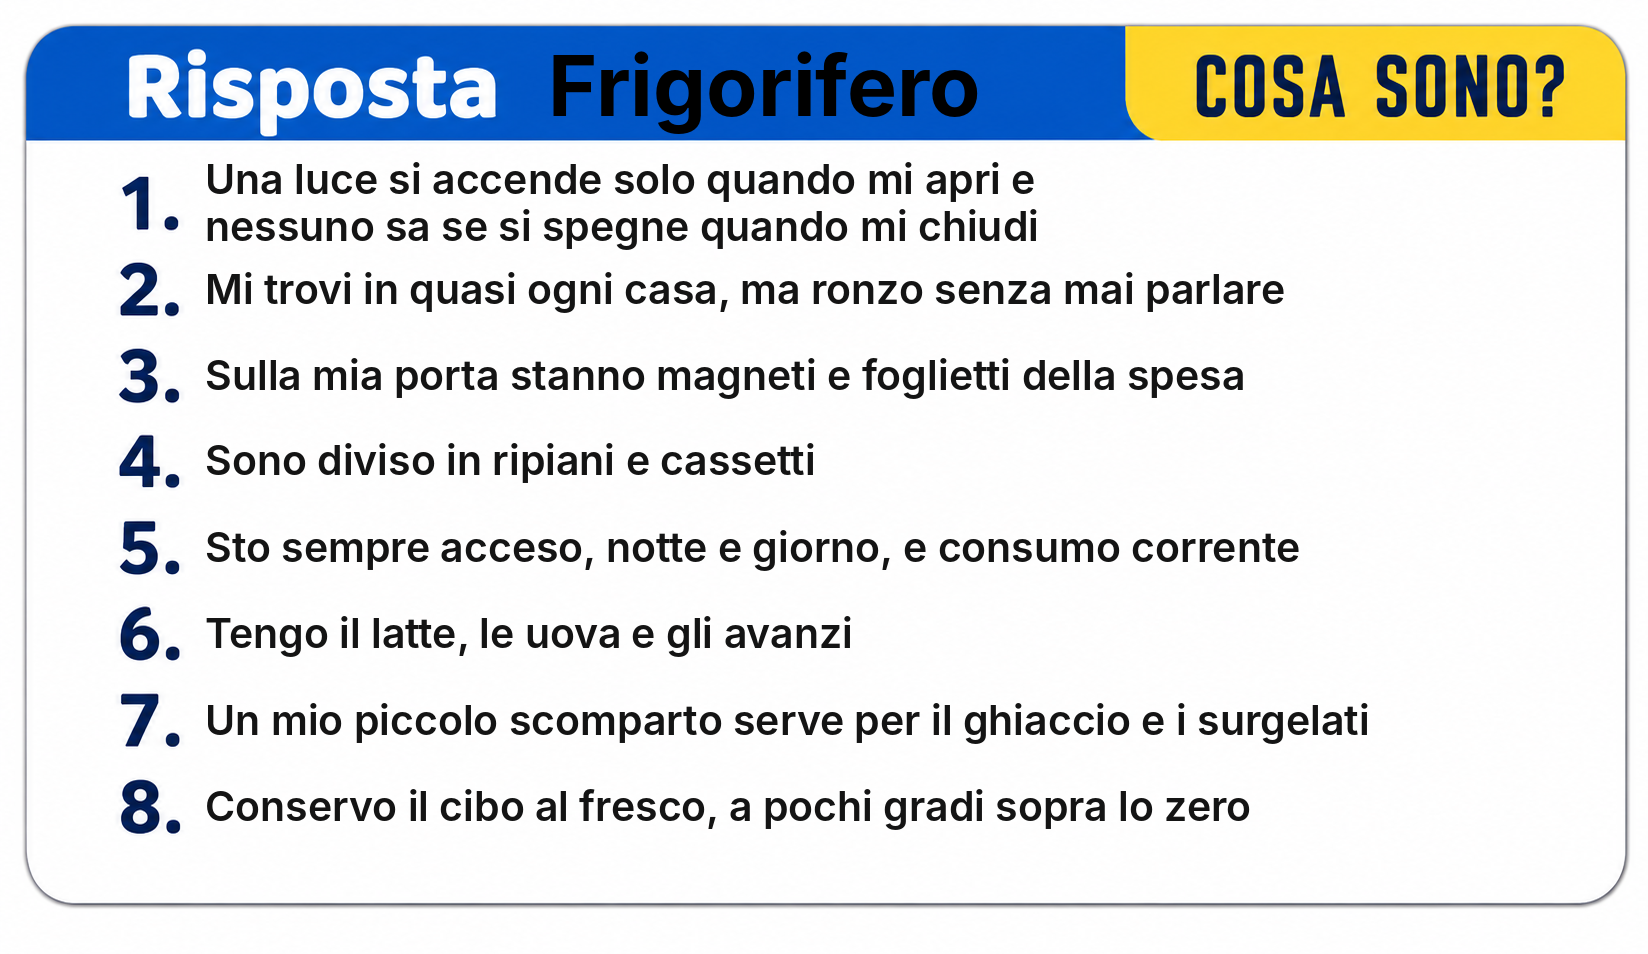 Risposta Frigorifero COSA SONO?
1. Una luce si accende solo quando mi apri e
nessuno sa se si spegne quando mi chiudi
2. Mi trovi in quasi ogni casa, ma ronzo senza mai parlare
3. Sulla mia porta stanno magneti e foglietti della spesa
4. Sono diviso in ripiani e cassetti
5. Sto sempre acceso, notte e giorno, e consumo corrente
6. Tengo il latte, le uova e gli avanzi
7. Un mio piccolo scomparto serve per il ghiaccio e i surgelati
8. Conservo il cibo al fresco, a pochi gradi sopra lo zero